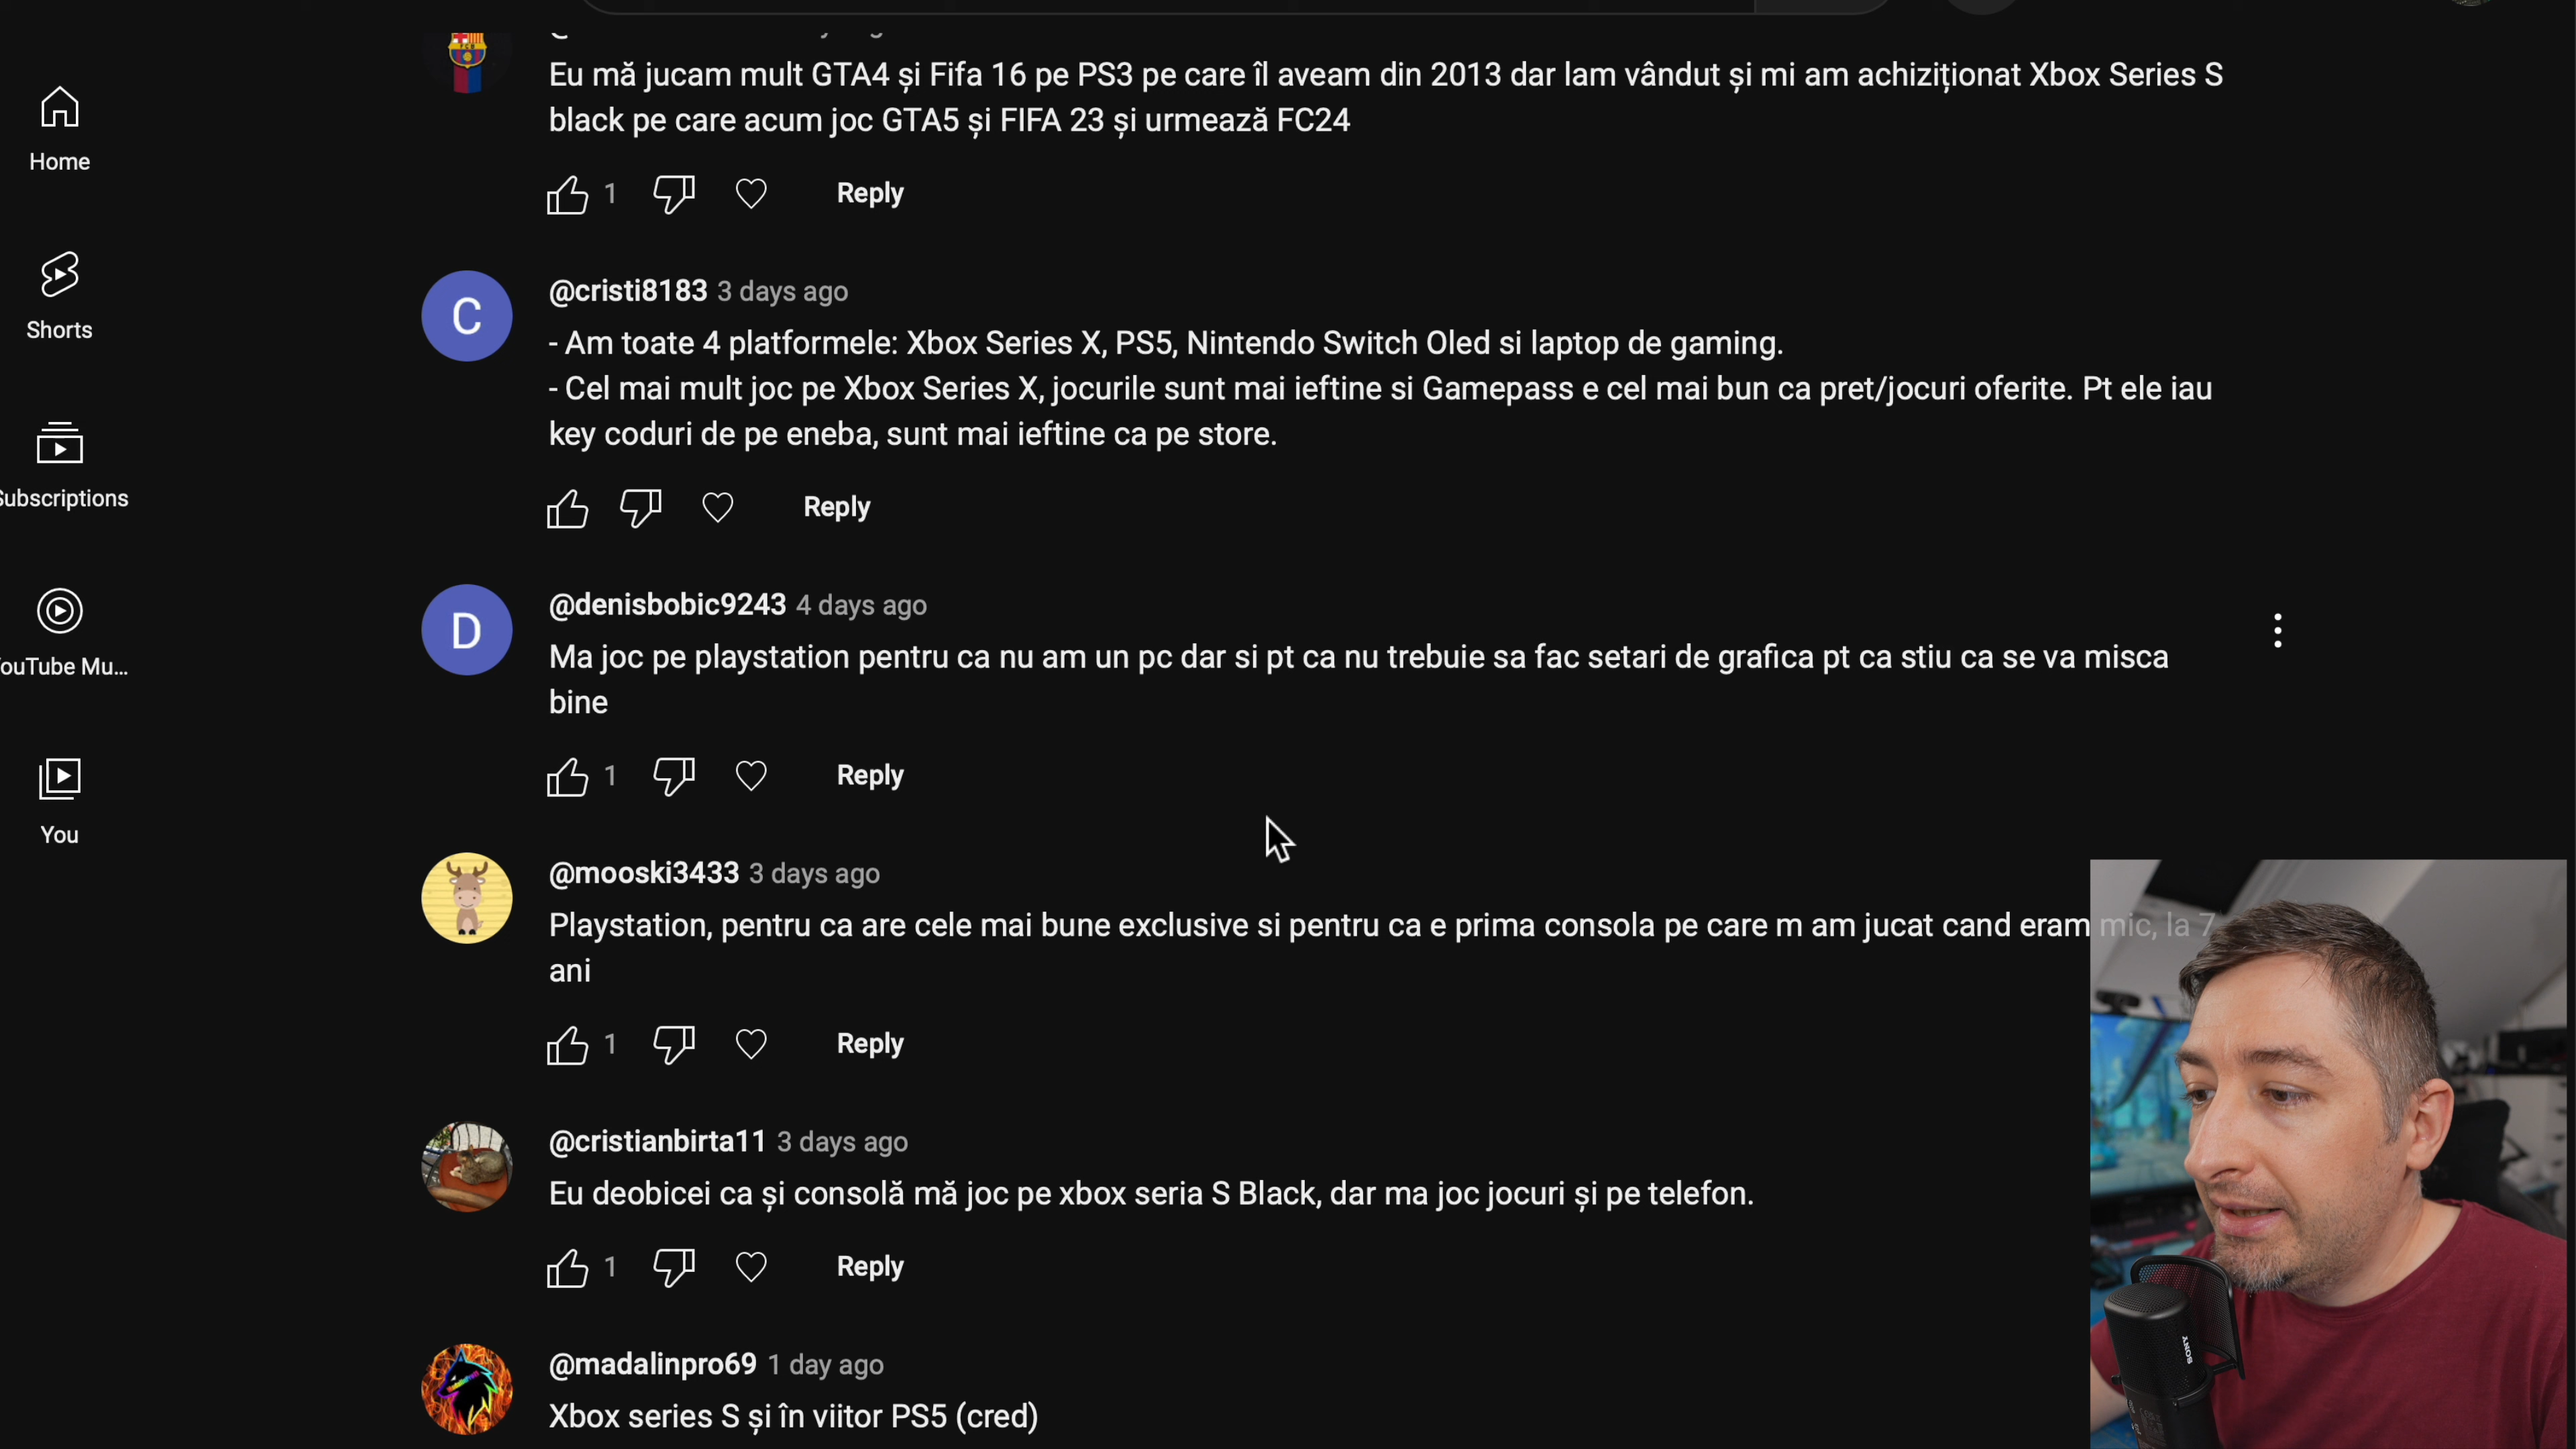 Eu mă jucam mult GTA4 și Fifa 16 pe PS3 pe care îl aveam din 2013 dar lam vândut și mi am achiziționat Xbox Series S
black pe care acum joc GTA5 și FIFA 23 și urmează FC24
1
Reply
Home
Shorts
Subscriptions
YouTube Mu...
You
@cristi8183 3 days ago
- Am toate 4 platformele: Xbox Series X, PS5, Nintendo Switch Oled si laptop de gaming.
- Cel mai mult joc pe Xbox Series X, jocurile sunt mai ieftine si Gamepass e cel mai bun ca pret/jocuri oferite. Pt ele iau
key coduri de pe eneba, sunt mai ieftine ca pe store.
Reply
@denisbobic9243 4 days ago
Ma joc pe playstation pentru ca nu am un pc dar si pt ca nu trebuie sa fac setari de grafica pt ca stiu ca se va misca
bine
1
Reply
@mooski3433 3 days ago
Playstation, pentru ca are cele mai bune exclusive si pentru ca e prima consola pe care m am jucat cand eram mic, la 7
ani
1
Reply
@cristianbirta11 3 days ago
Eu deobicei ca și consolă mă joc pe xbox seria S Black, dar ma joc jocuri și pe telefon.
1
Reply
@madalinpro69 1 day ago
Xbox series S și în viitor PS5 (cred)
C
D
SONY